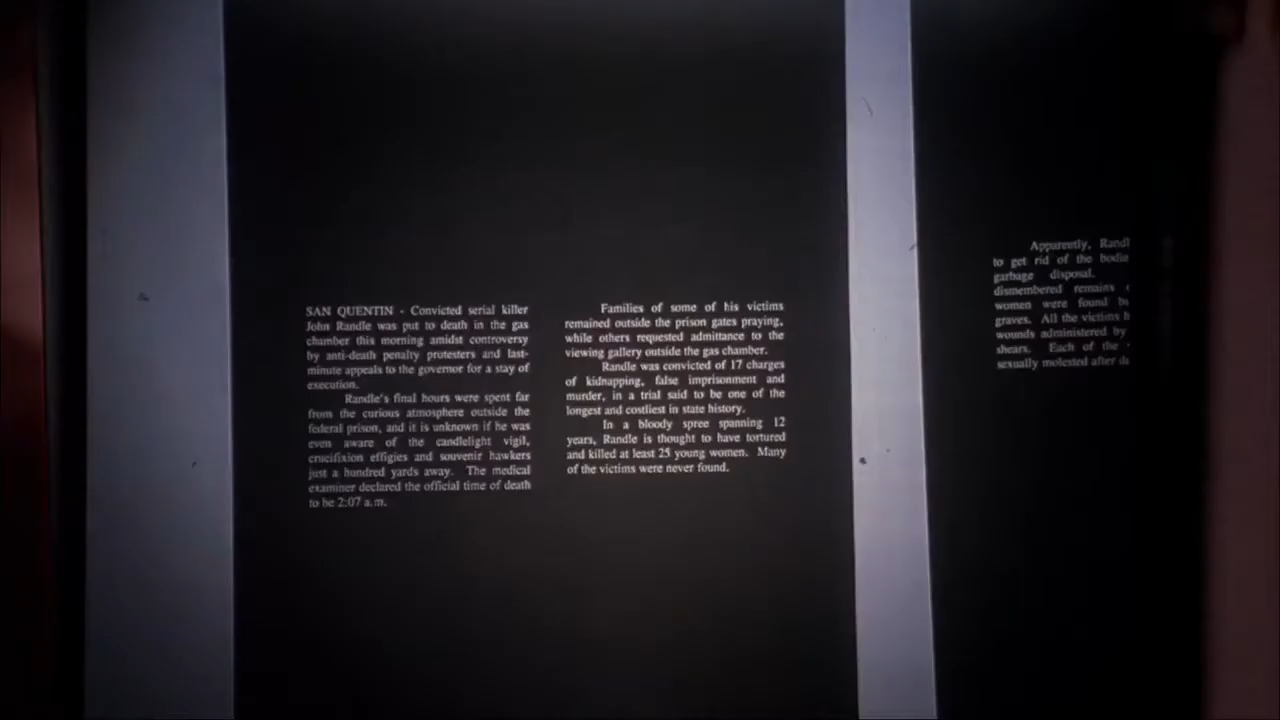 SAN QUENTIN - Convicted serial killer
John Randle was put to death in the gas
chamber this morning amidst controversy
by anti-death penalty protesters and last-
minute appeals to the governor for a stay of
execution.
Randle's final hours were spent far
from the curious atmosphere outside the
federal prison, and it is unknown if he was
even aware of the candlelight vigil,
crucifixion effigies and souvenir hawkers
just a hundred yards away. The medical
examiner declared the official time of death
to be 2:07 a.m.
Families of some of his victims
remained outside the prison gates praying,
while others requested admittance to the
viewing gallery outside the gas chamber.
Randle was convicted of 17 charges
of kidnapping, false imprisonment and
murder, in a trial said to be one of the
longest and costliest in state history.
In a bloody spree spanning 12
years, Randle is thought to have tortured
and killed at least 25 young women. Many
of the victims were never found.
Apparently, Randl
to get rid of the bodie
garbage disposal.
dismembered remains
women were found
graves. All the victims
wounds administered by
shears. Each of the
sexually molested after